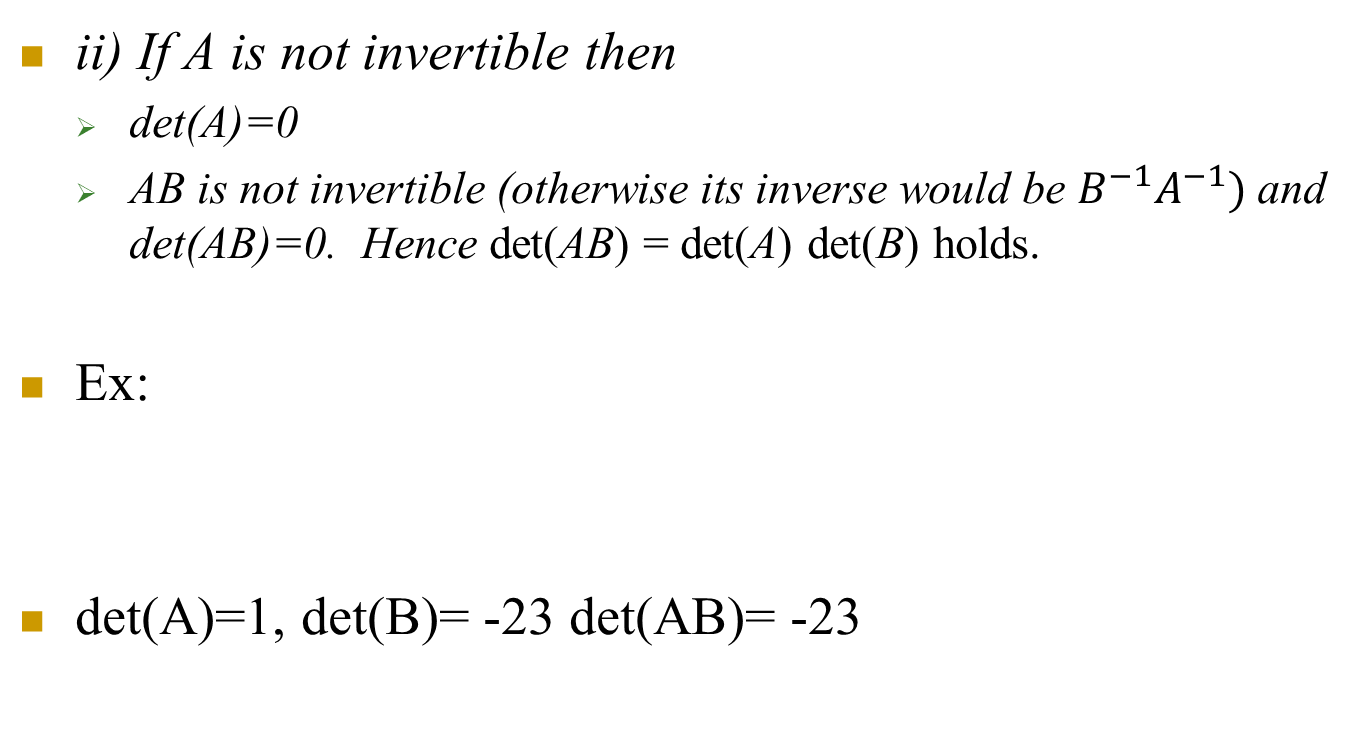 ii) If A is not invertible then
det(A)=0
AB is not invertible (otherwise its inverse would be B⁻¹A⁻¹) and
det(AB)=0. Hence det(AB) = det(A) det(B) holds.
Ex:
det(A)=1, det(B)= -23 det(AB)= -23